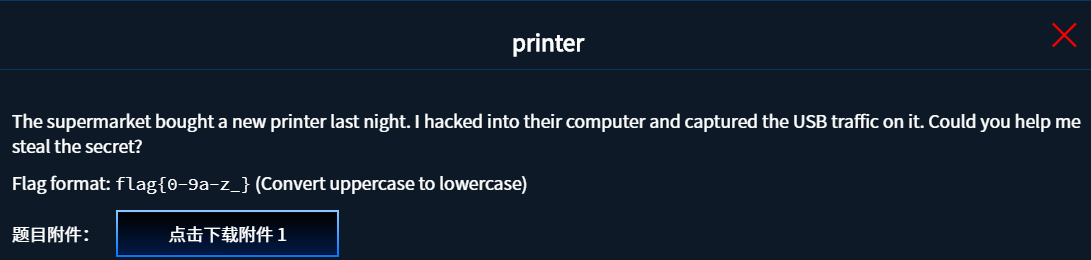 printer
The supermarket bought a new printer last night. I hacked into their computer and captured the USB traffic on it. Could you help me
steal the secret?
Flag format: flag{0-9a-z_} (Convert uppercase to lowercase)
题目附件： 点击下载附件 1